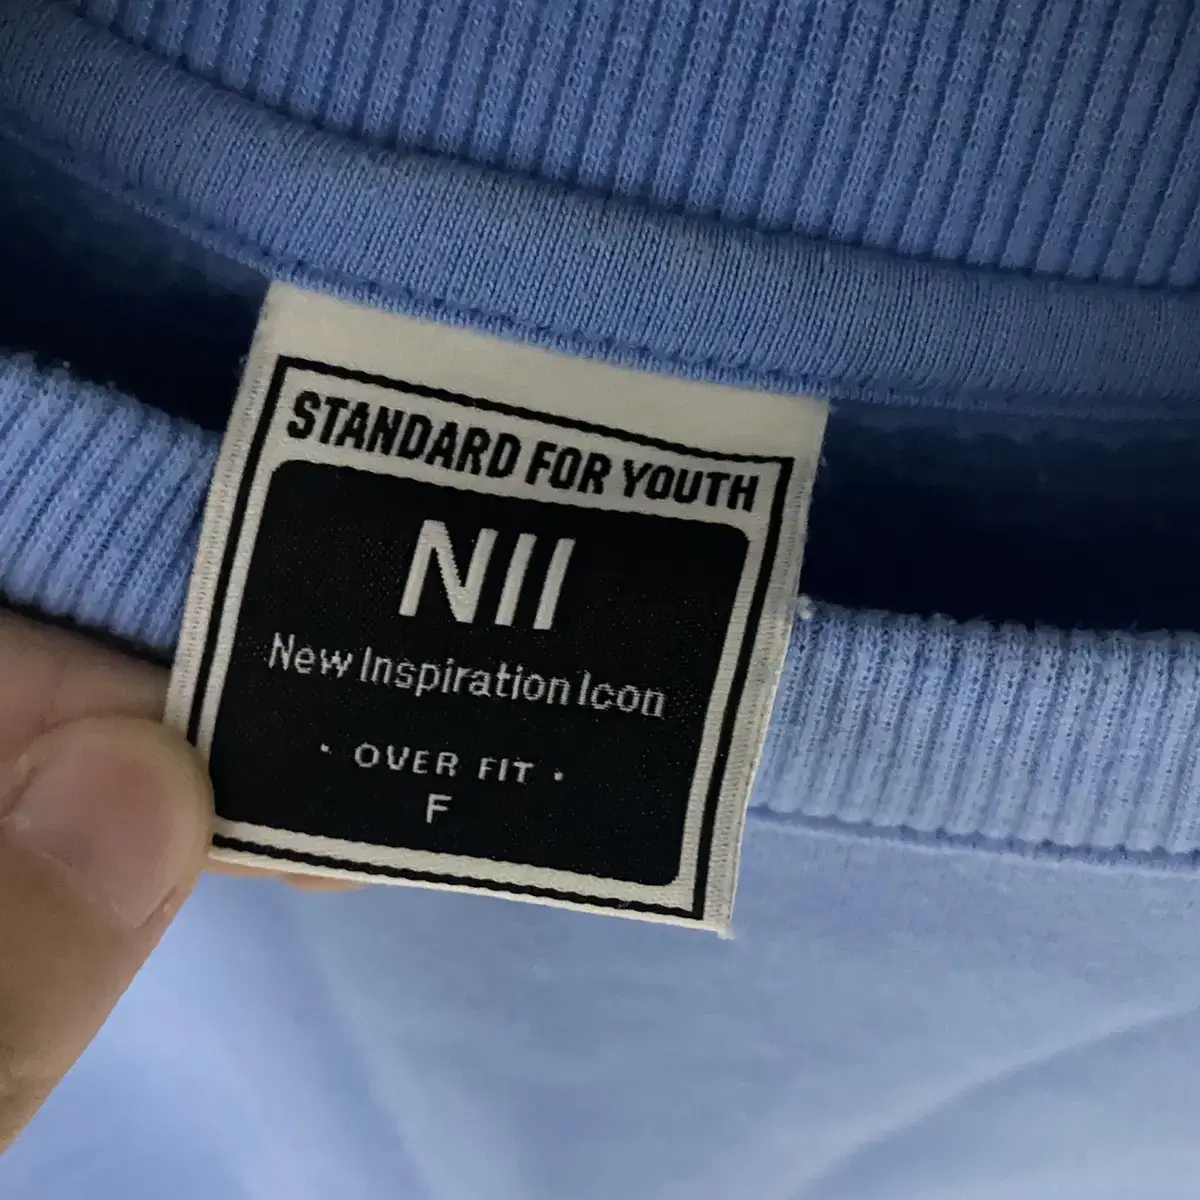 STANDARD FOR YOUTH
NII
New Inspiration Icon
· OVER FIT ·
F